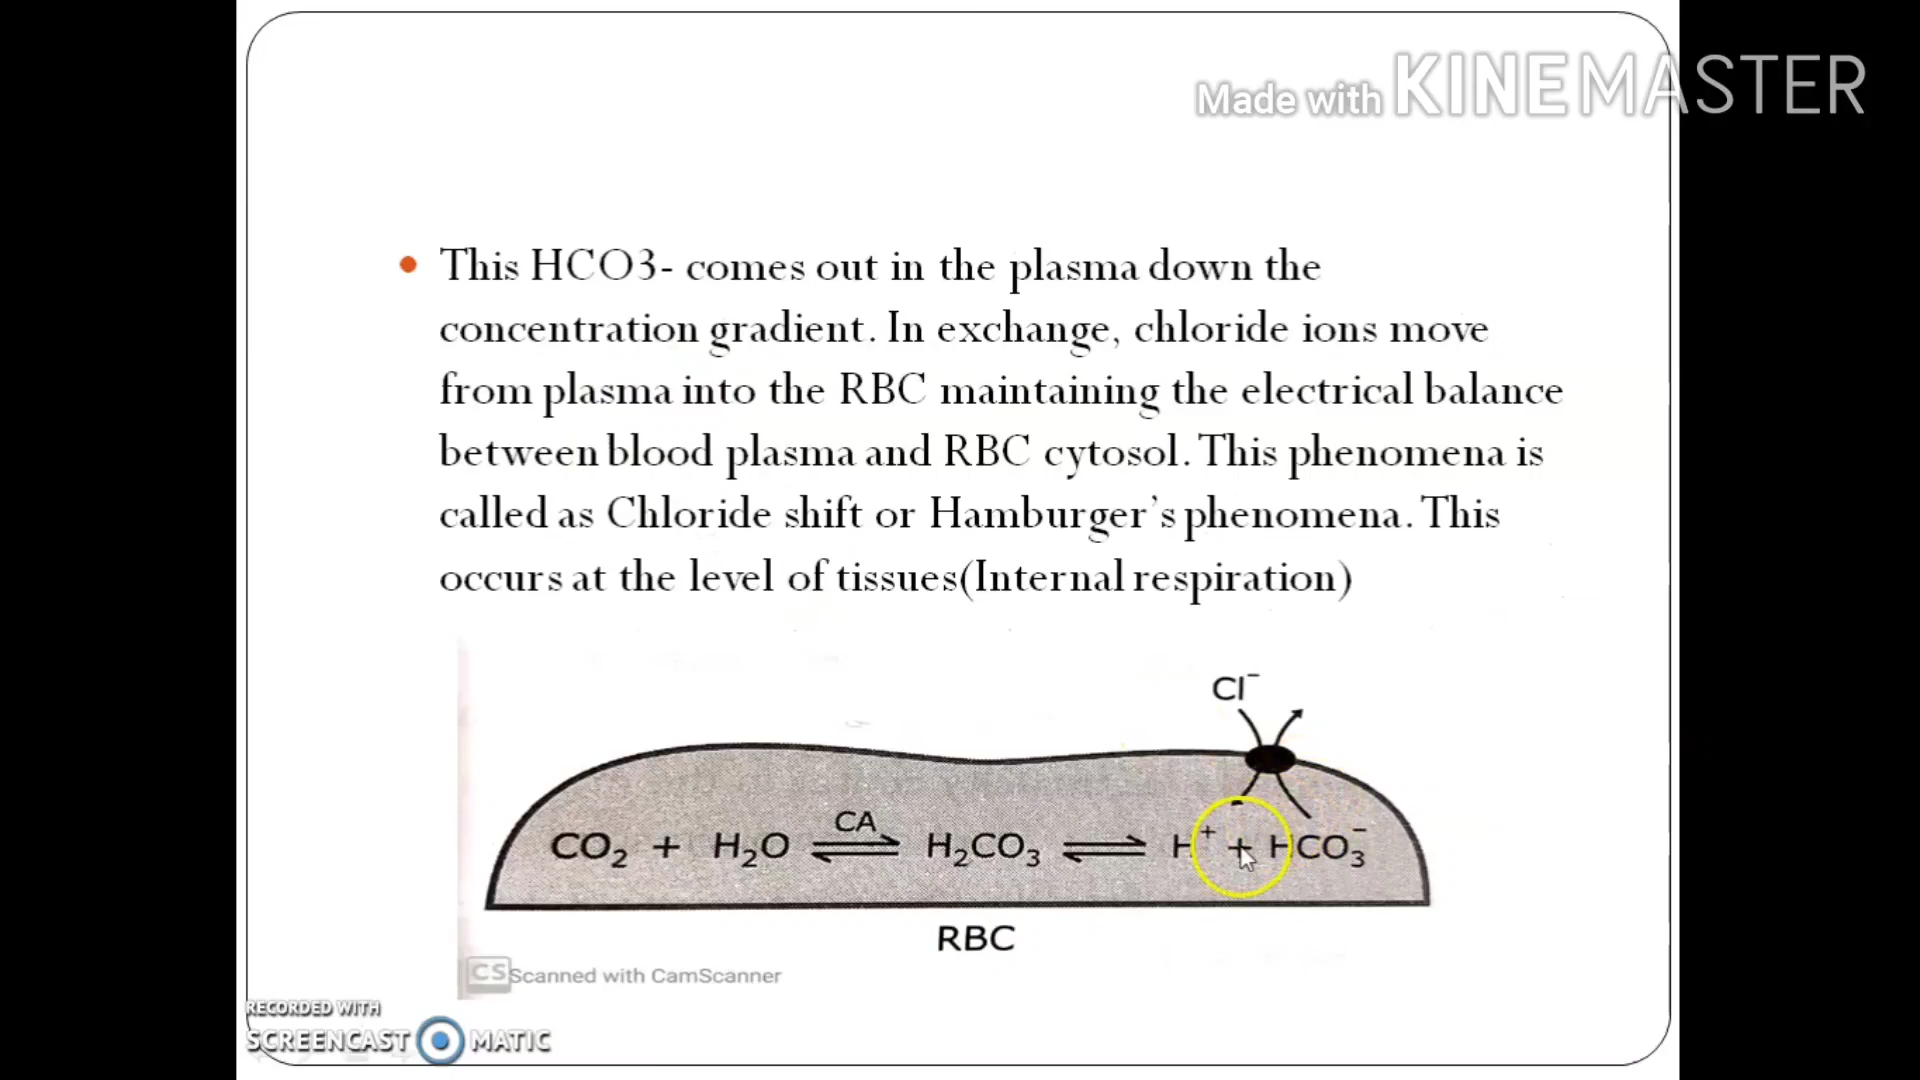 Made with KINEMASTER
• This HCO3- comes out in the plasma down the
concentration gradient. In exchange, chloride ions move
from plasma into the RBC maintaining the electrical balance
between blood plasma and RBC cytosol. This phenomena is
called as Chloride shift or Hamburger's phenomena. This
occurs at the level of tissues(Internal respiration)
Cl⁻
CA
CO₂ + H₂O ⇌ H₂CO₃ ⇌ H⁺ + HCO₃⁻
RBC
CS Scanned with CamScanner
RECORDED WITH
SCREENCAST MATIC